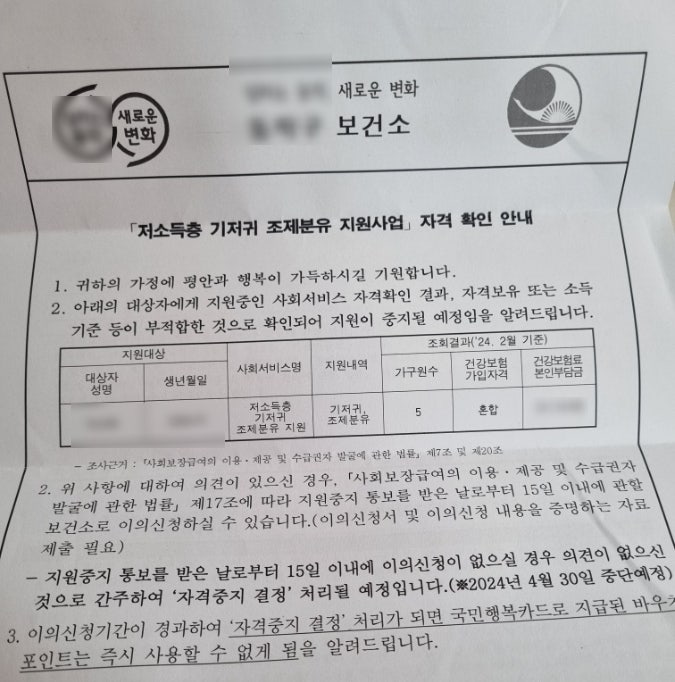 새로운
변화
새로운 변화
보건소
「저소득층 기저귀 조제분유 지원사업」 자격 확인 안내
1. 귀하의 가정에 평안과 행복이 가득하시길 기원합니다.
2. 아래의 대상자에게 지원중인 사회서비스 자격확인 결과, 자격보유 또는 소득
기준 등이 부적합한 것으로 확인되어 지원이 중지될 예정임을 알려드립니다.
지원대상
사회서비스명
지원내역
조회결과('24. 2월 기준)
대상자
성명
생년월일
가구원수
건강보험
가입자격
건강보험료
본인부담금
저소득층
기저귀
조제분유 지원
기저귀,
조제분유
5
혼합
- 조사근거 : 「사회보장급여의 이용·제공 및 수급권자 발굴에 관한 법률」 제7조 및 제20조
2. 위 사항에 대하여 의견이 있으신 경우, 「사회보장급여의 이용·제공 및 수급권자
발굴에 관한 법률」 제17조에 따라 지원중지 통보를 받은 날로부터 15일 이내에 관할
보건소로 이의신청하실 수 있습니다.(이의신청서 및 이의신청 내용을 증명하는 자료
제출 필요)
- 지원중지 통보를 받은 날로부터 15일 이내에 이의신청이 없으실 경우 의견이 없으신
것으로 간주하여 '자격중지 결정' 처리될 예정입니다.(※2024년 4월 30일 중단예정)
3. 이의신청기간이 경과하여 '자격중지 결정' 처리가 되면 국민행복카드로 지급된 바우처
포인트는 즉시 사용할 수 없게 됨을 알려드립니다.